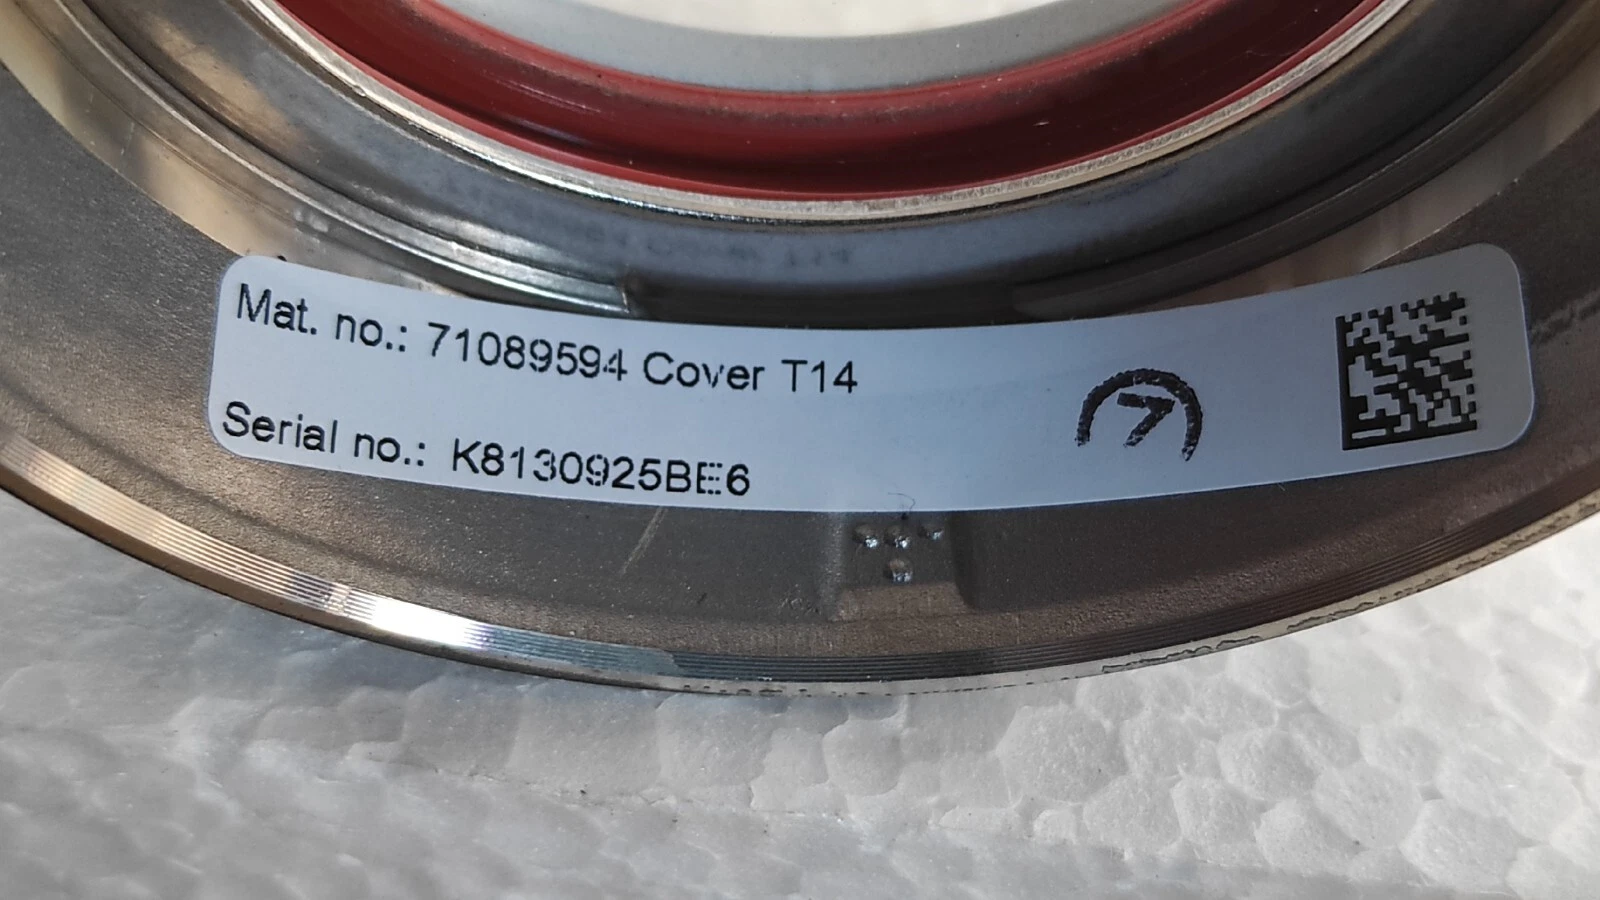 Mat. no.: 71089594 Cover T14
Serial no.: K8130925BE6
7